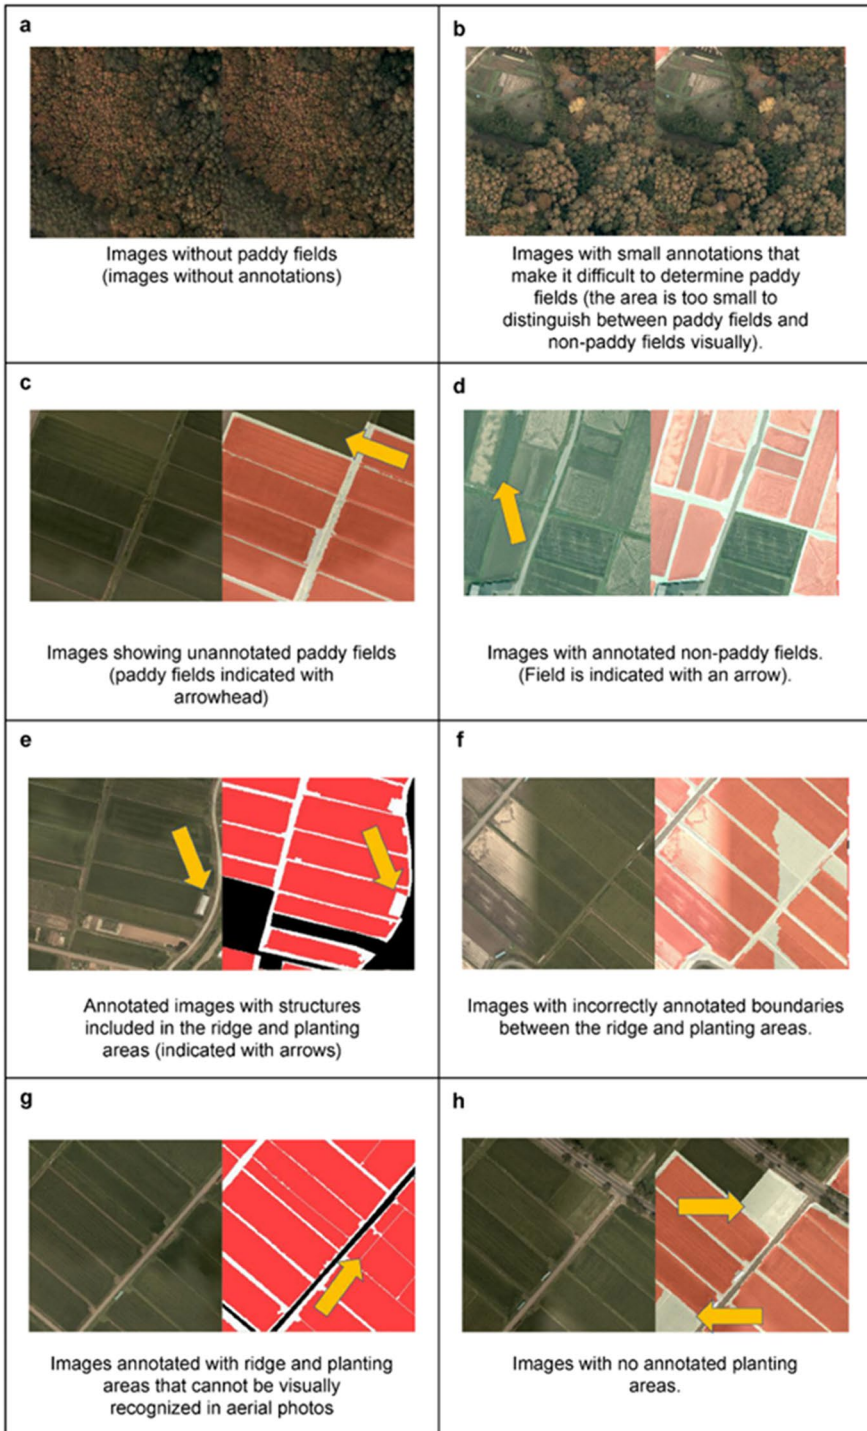 a
Images without paddy fields
(images without annotations)
b
Images with small annotations that
make it difficult to determine paddy
fields (the area is too small to
distinguish between paddy fields and
non-paddy fields visually).
c
Images showing unannotated paddy fields
(paddy fields indicated with
arrowhead)
d
Images with annotated non-paddy fields.
(Field is indicated with an arrow).
e
Annotated images with structures
included in the ridge and planting
areas (indicated with arrows)
f
Images with incorrectly annotated boundaries
between the ridge and planting areas.
g
Images annotated with ridge and planting
areas that cannot be visually
recognized in aerial photos
h
Images with no annotated planting
areas.